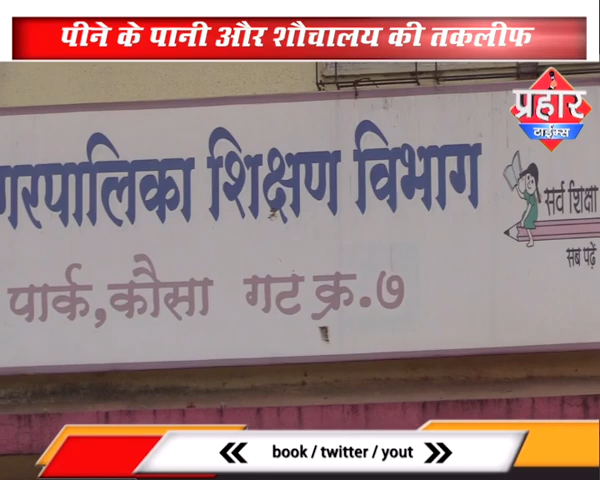 पीने के पानी और शौचालय की तकलीफ
प्रहार
टाईम्स
गरपालिका शिक्षण विभाग
सर्व शिक्षा
सब पढ़ें
पार्क,कौसा गट क्र.७
book / twitter / yout